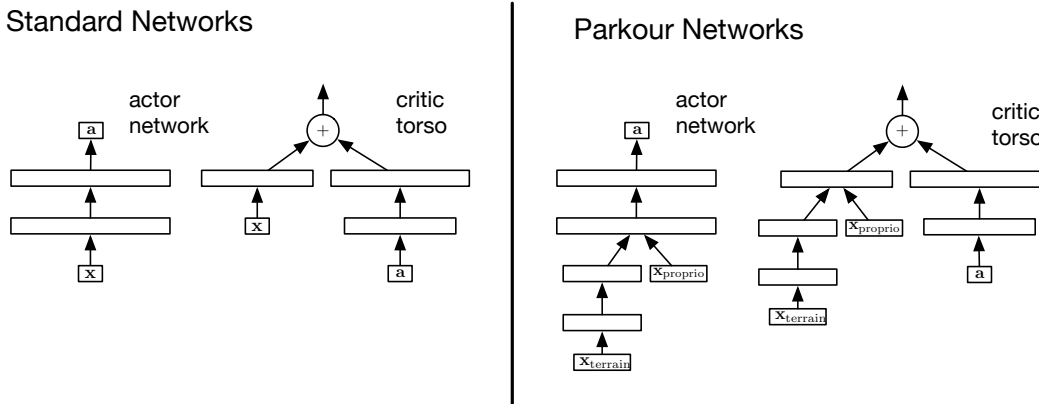 Standard Networks
actor
network
critic
torso
a
+
x
a
x
Parkour Networks
actor
network
critic
torso
a
+
x_proprio
x_proprio
a
x_terrain
x_terrain